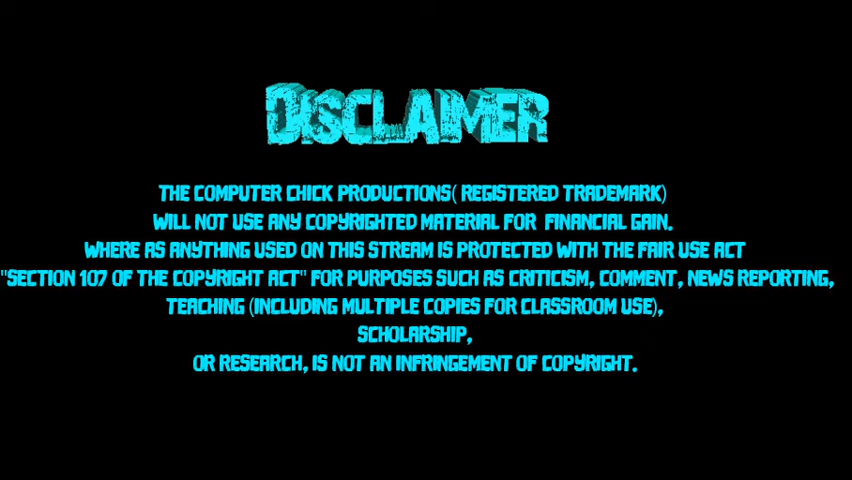 DISCLAIMER
THE COMPUTER CHICK PRODUCTIONS( REGISTERED TRADEMARK)
WILL NOT USE ANY COPYRIGHTED MATERIAL FOR FINANCIAL GAIN.
WHERE AS ANYTHING USED ON THIS STREAM IS PROTECTED WITH THE FAIR USE ACT
"SECTION 107 OF THE COPYRIGHT ACT" FOR PURPOSES SUCH AS CRITICISM, COMMENT, NEWS REPORTING,
TEACHING (INCLUDING MULTIPLE COPIES FOR CLASSROOM USE),
SCHOLARSHIP,
OR RESEARCH, IS NOT AN INFRINGEMENT OF COPYRIGHT.